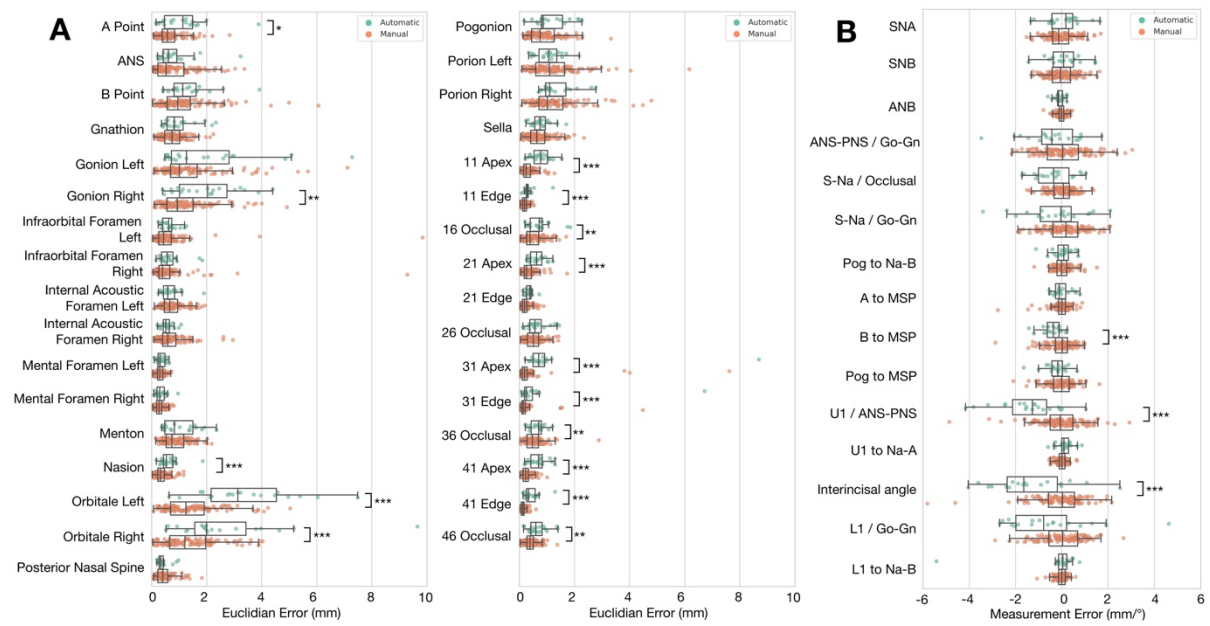 A
A Point
*
Automatic
Manual
ANS
B Point
Gnathion
Gonion Left
Gonion Right
**
Infraorbital Foramen
Left
Infraorbital Foramen
Right
Internal Acoustic
Foramen Left
Internal Acoustic
Foramen Right
Mental Foramen Left
Mental Foramen Right
Menton
Nasion
***
Orbitale Left
***
Orbitale Right
***
Posterior Nasal Spine
0 2 4 6 8 10
Euclidian Error (mm)
Pogonion
Automatic
Manual
Porion Left
Porion Right
Sella
11 Apex
***
11 Edge
***
16 Occlusal
**
21 Apex
***
21 Edge
26 Occlusal
31 Apex
***
31 Edge
***
36 Occlusal
**
41 Apex
***
41 Edge
***
46 Occlusal
**
0 2 4 6 8 10
Euclidian Error (mm)
B
SNA
Automatic
Manual
SNB
ANB
ANS-PNS / Go-Gn
S-Na / Occlusal
S-Na / Go-Gn
Pog to Na-B
A to MSP
B to MSP
***
Pog to MSP
U1 / ANS-PNS
***
U1 to Na-A
Interincisal angle
***
L1 / Go-Gn
L1 to Na-B
-6 -4 -2 0 2 4 6
Measurement Error (mm/°)